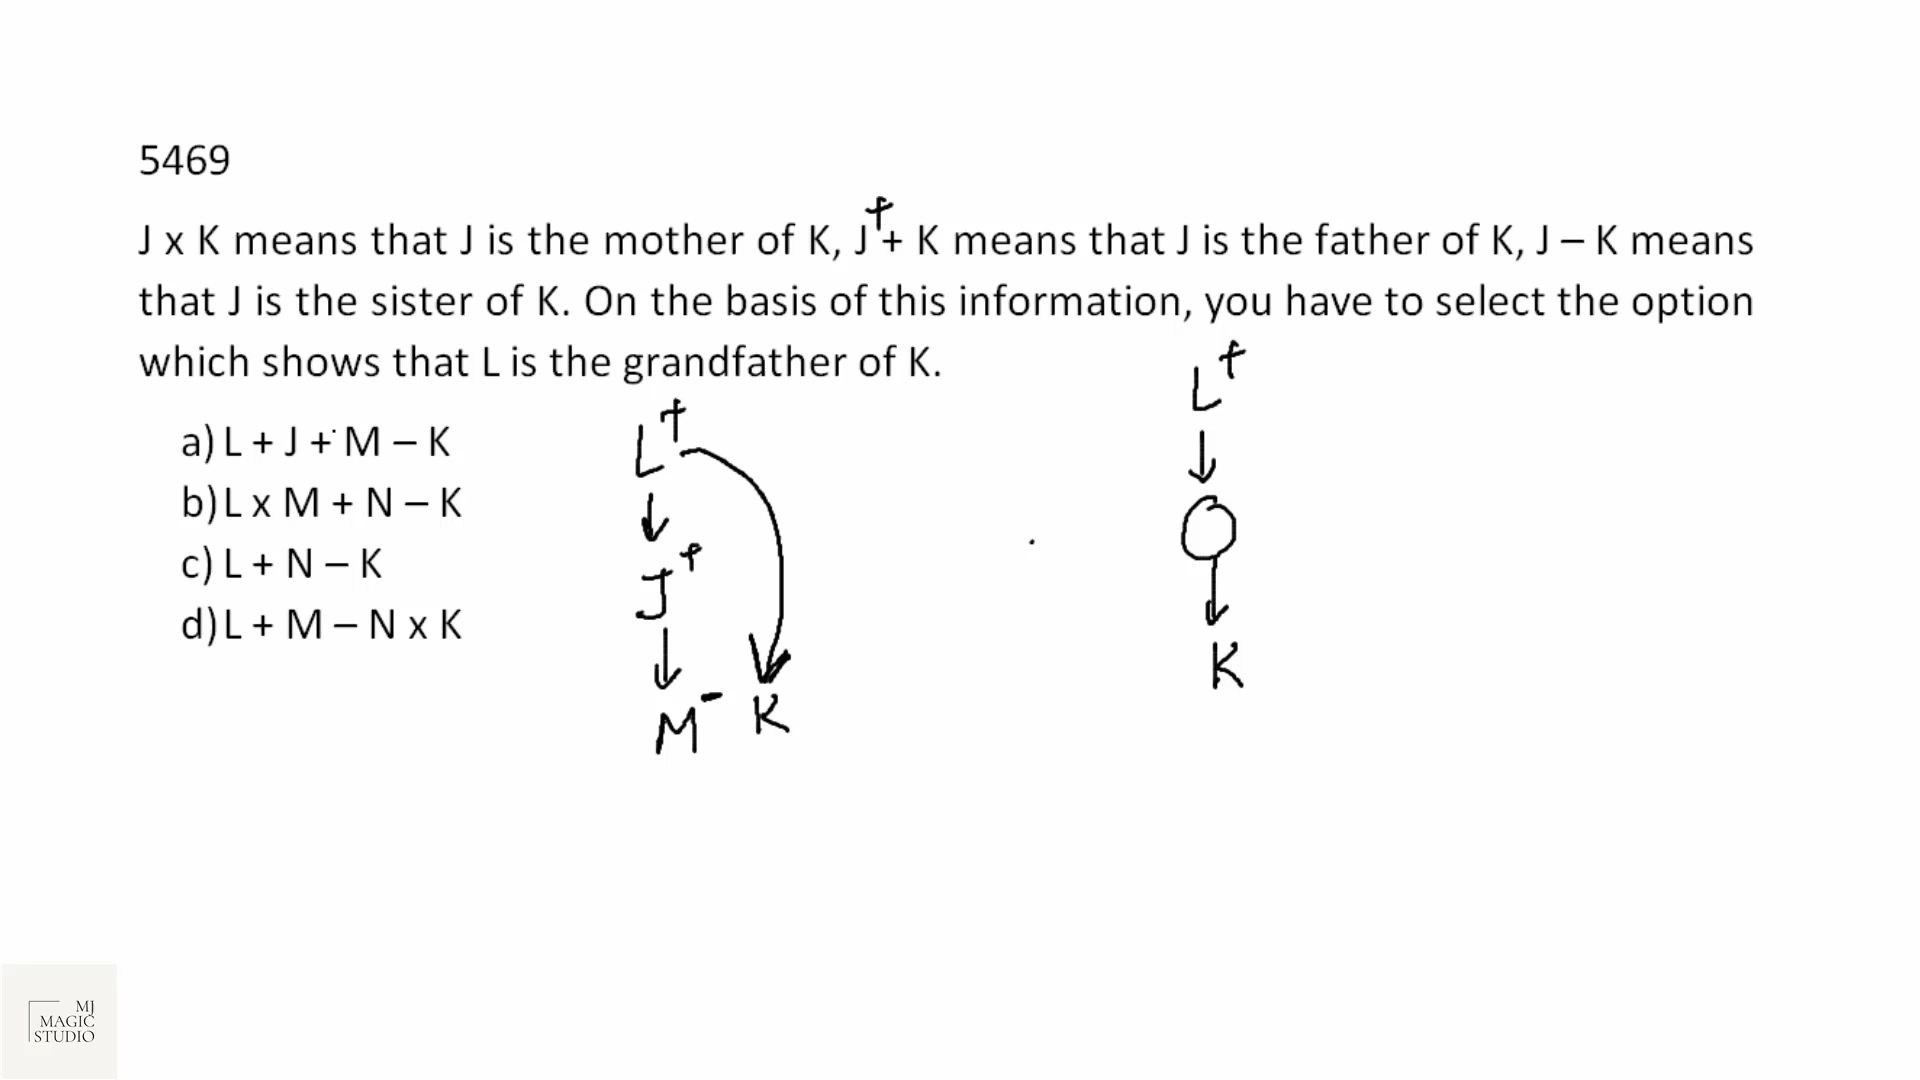 5469
J x K means that J is the mother of K, J + K means that J is the father of K, J – K means
that J is the sister of K. On the basis of this information, you have to select the option
which shows that L is the grandfather of K.
a) L + J + M – K
b) L x M + N – K
c) L + N – K
d) L + M – N x K
L +
J +
M - K
L +
K
MJ
MAGIC
STUDIO